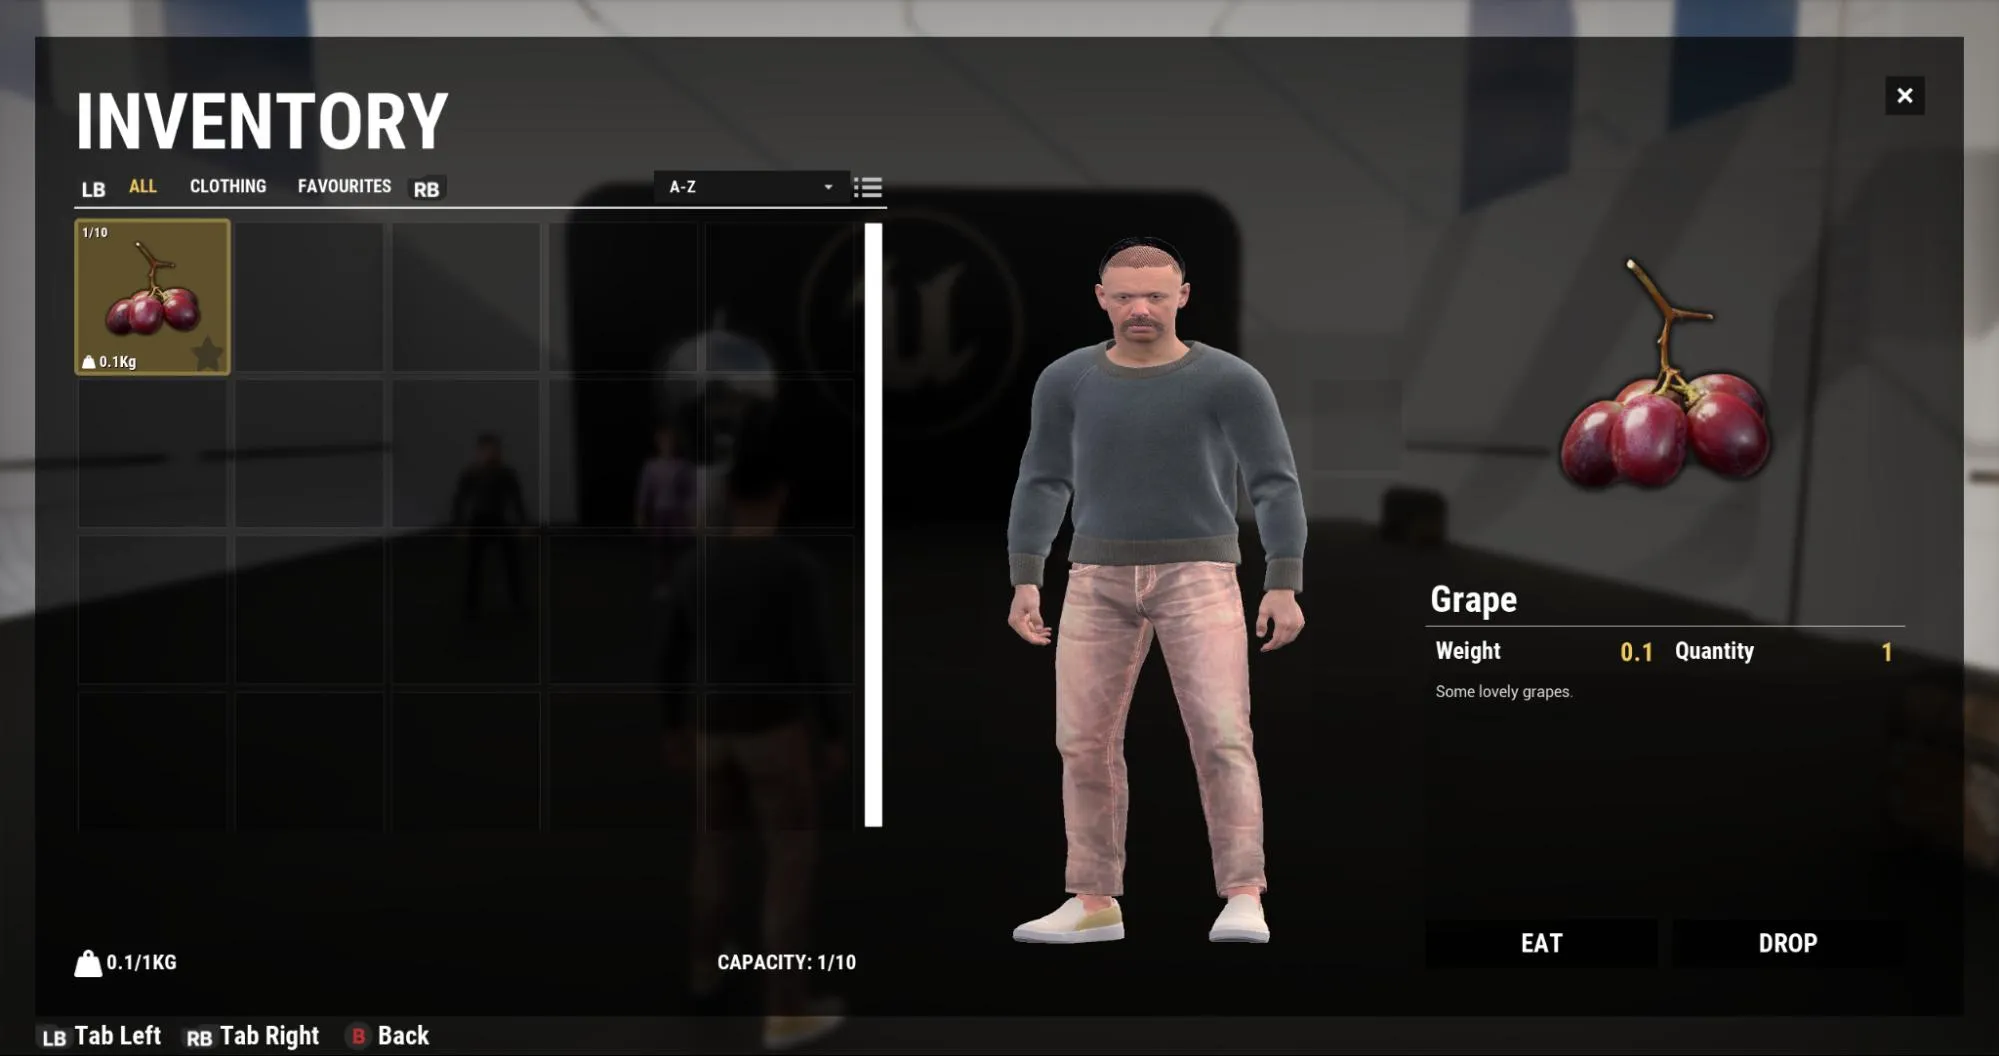 INVENTORY
LB ALL CLOTHING FAVOURITES RB
A-Z
1/10
0.1Kg
Grape
Weight 0.1 Quantity 1
Some lovely grapes.
EAT DROP
0.1/1KG
CAPACITY: 1/10
LB Tab Left RB Tab Right B Back